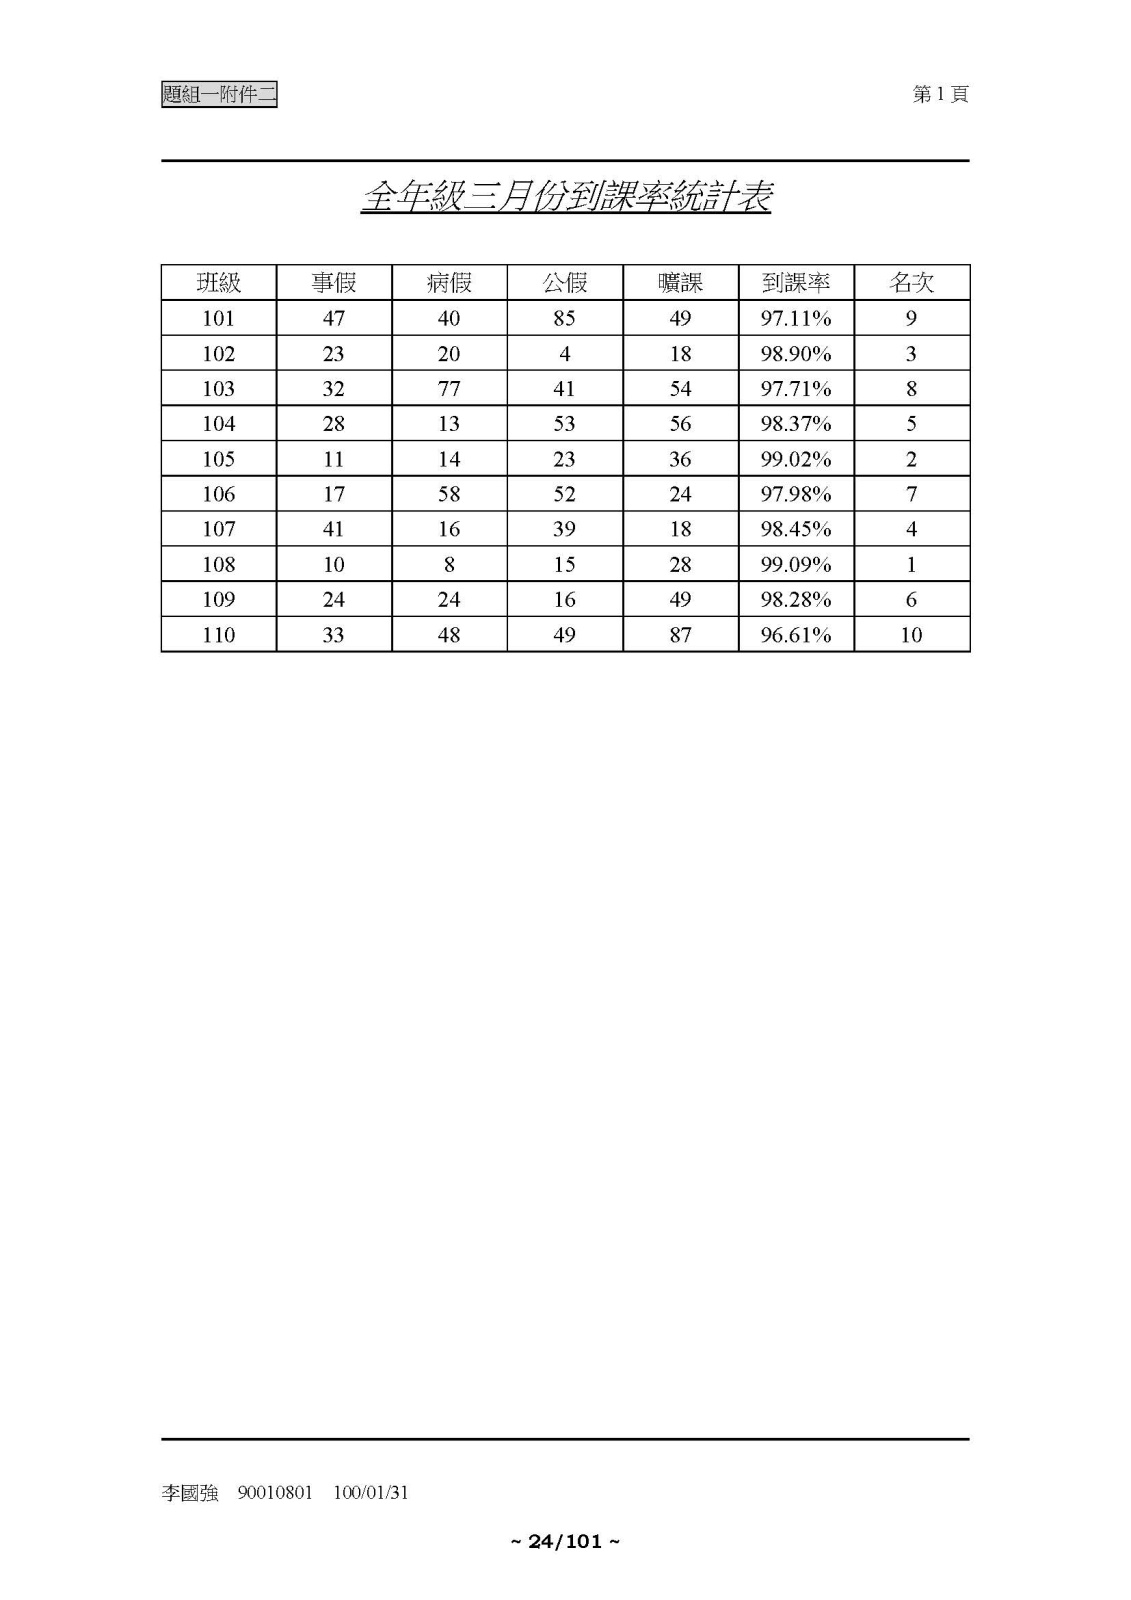 題組一附件二 第1頁
全年級三月份到課率統計表
班級 事假 病假 公假 曠課 到課率 名次
101 47 40 85 49 97.11% 9
102 23 20 4 18 98.90% 3
103 32 77 41 54 97.71% 8
104 28 13 53 56 98.37% 5
105 11 14 23 36 99.02% 2
106 17 58 52 24 97.98% 7
107 41 16 39 18 98.45% 4
108 10 8 15 28 99.09% 1
109 24 24 16 49 98.28% 6
110 33 48 49 87 96.61% 10
李國強 90010801 100/01/31
~ 24/101 ~